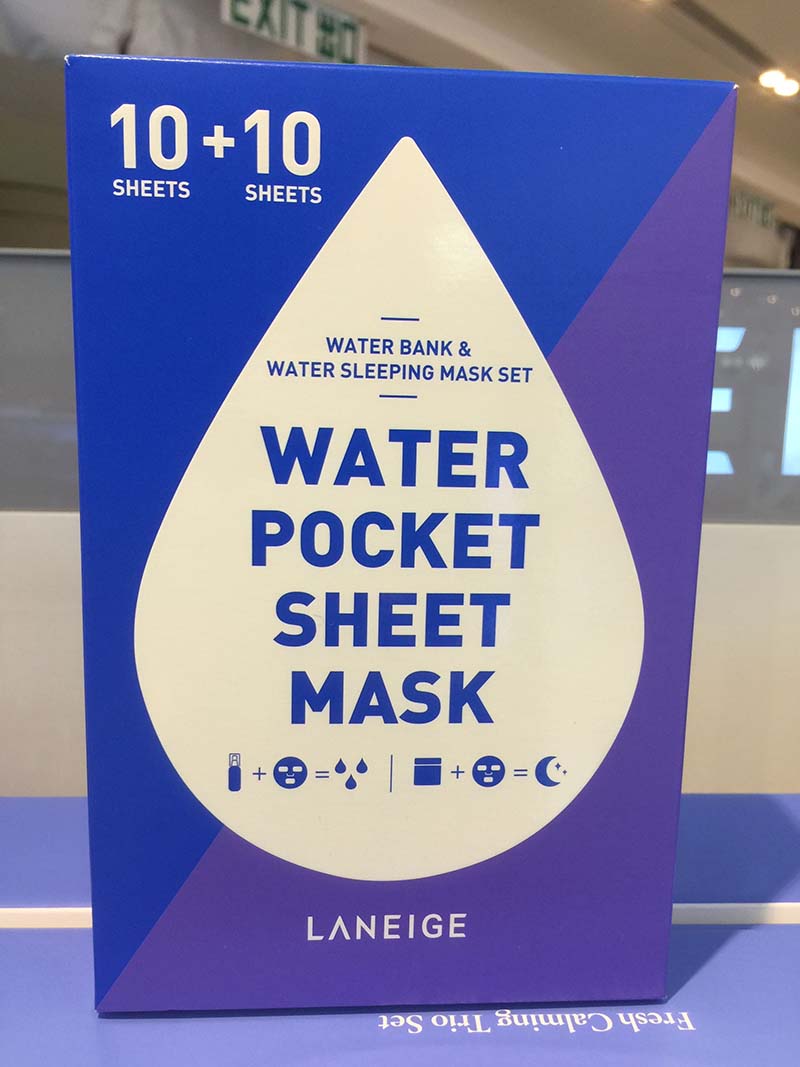 EXIT 出口
10 + 10
SHEETS SHEETS
WATER BANK &
WATER SLEEPING MASK SET
WATER
POCKET
SHEET
MASK
+ = | + =
LANEIGE
Fresh Calming Trio Set